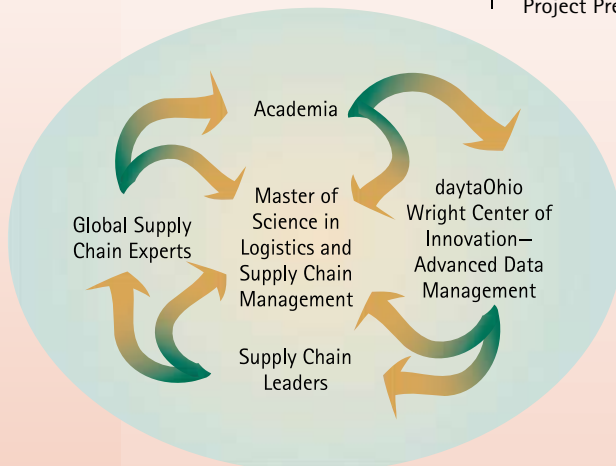 Project Pre
Academia
Global Supply
Chain Experts
Master of
Science in
Logistics and
Supply Chain
Management
daytaOhio
Wright Center of
Innovation—
Advanced Data
Management
Supply Chain
Leaders